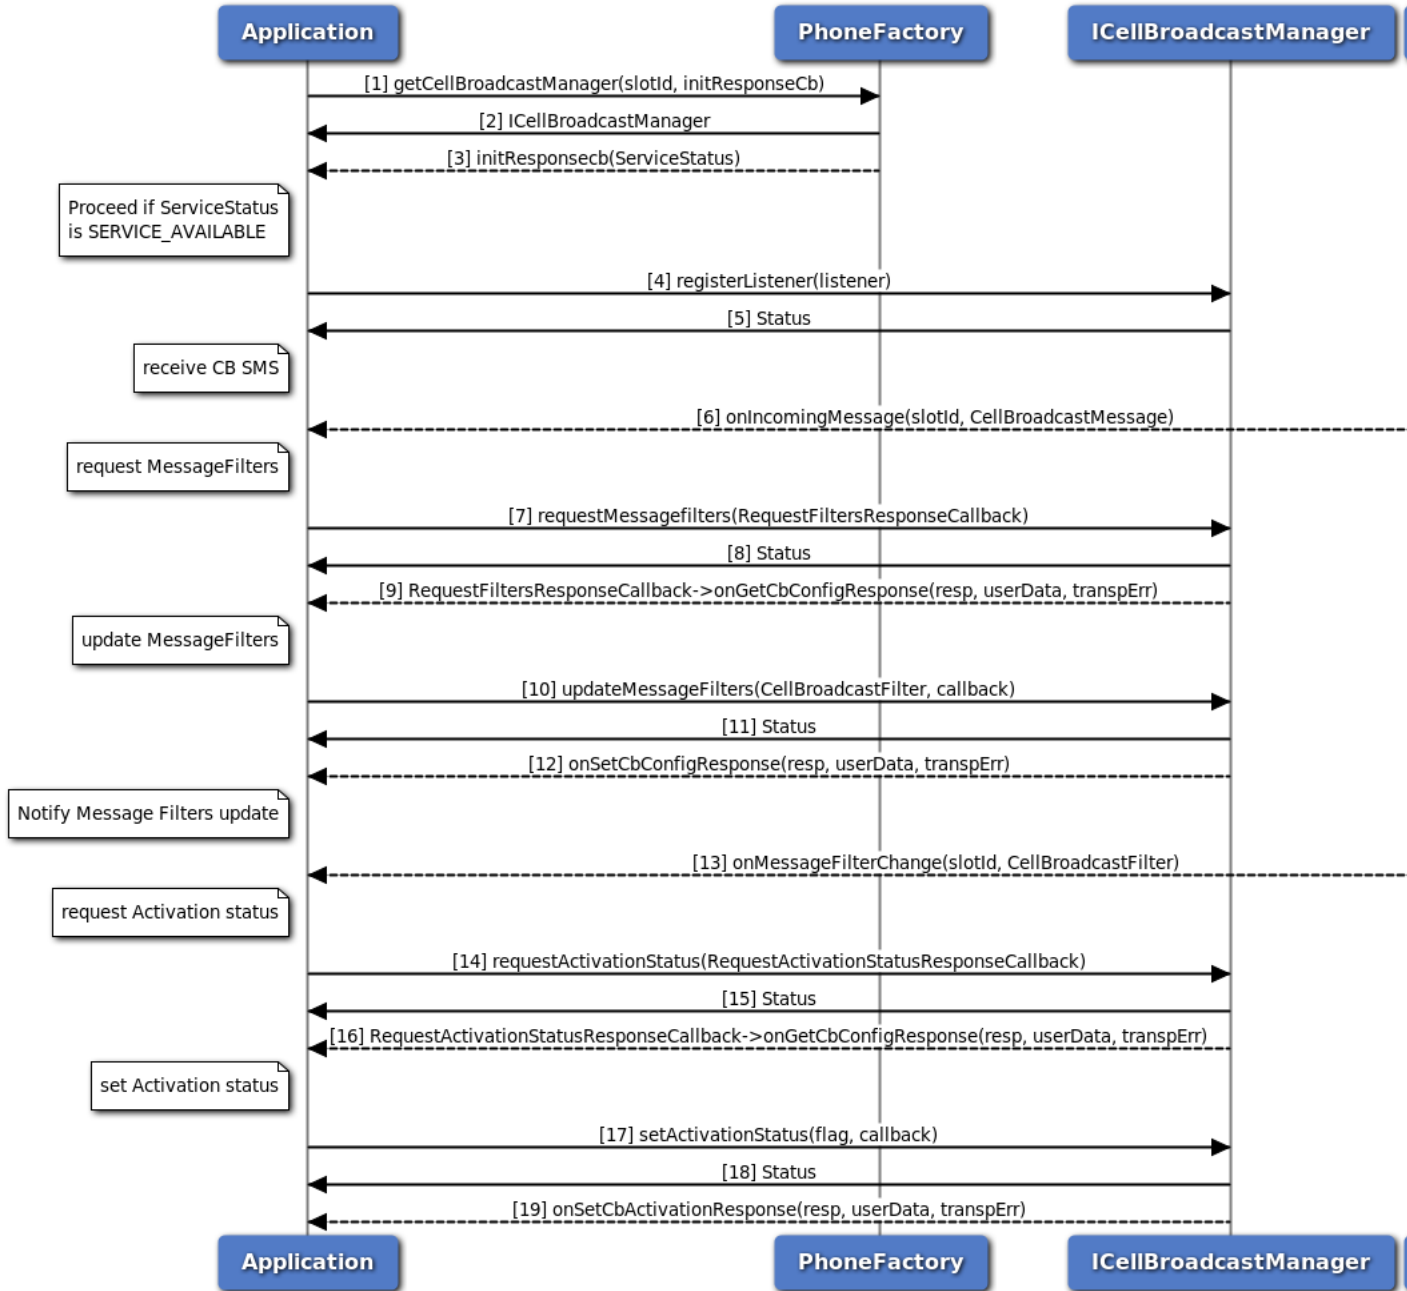 Application
PhoneFactory
ICellBroadcastManager
[1] getCellBroadcastManager(slotId, initResponseCb)
[2] ICellBroadcastManager
[3] initResponsecb(ServiceStatus)
Proceed if ServiceStatus
is SERVICE_AVAILABLE
[4] registerListener(listener)
[5] Status
receive CB SMS
[6] onIncomingMessage(slotId, CellBroadcastMessage)
request MessageFilters
[7] requestMessagefilters(RequestFiltersResponseCallback)
[8] Status
[9] RequestFiltersResponseCallback->onGetCbConfigResponse(resp, userData, transpErr)
update MessageFilters
[10] updateMessageFilters(CellBroadcastFilter, callback)
[11] Status
[12] onSetCbConfigResponse(resp, userData, transpErr)
Notify Message Filters update
[13] onMessageFilterChange(slotId, CellBroadcastFilter)
request Activation status
[14] requestActivationStatus(RequestActivationStatusResponseCallback)
[15] Status
[16] RequestActivationStatusResponseCallback->onGetCbConfigResponse(resp, userData, transpErr)
set Activation status
[17] setActivationStatus(flag, callback)
[18] Status
[19] onSetCbActivationResponse(resp, userData, transpErr)
Application
PhoneFactory
ICellBroadcastManager